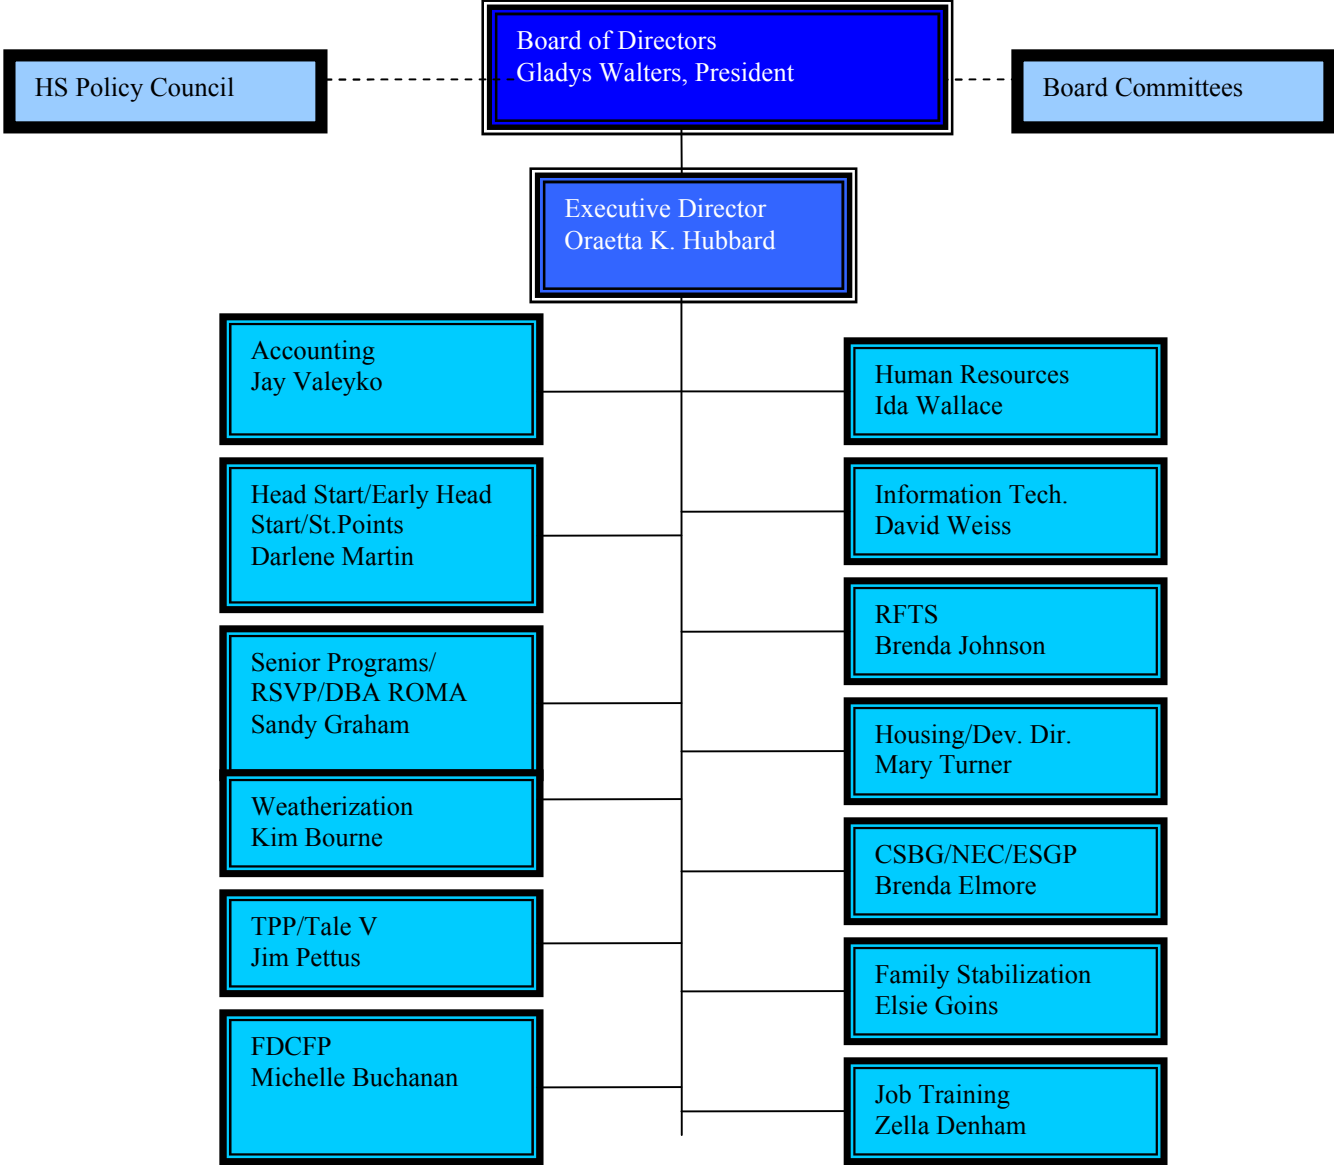 Board of Directors
Gladys Walters, President
HS Policy Council
Board Committees
Executive Director
Oraetta K. Hubbard
Accounting
Jay Valeyko
Human Resources
Ida Wallace
Head Start/Early Head
Start/St.Points
Darlene Martin
Information Tech.
David Weiss
RFTS
Brenda Johnson
Senior Programs/
RSVP/DBA ROMA
Sandy Graham
Housing/Dev. Dir.
Mary Turner
Weatherization
Kim Bourne
CSBG/NEC/ESGP
Brenda Elmore
TPP/Tale V
Jim Pettus
Family Stabilization
Elsie Goins
FDCFP
Michelle Buchanan
Job Training
Zella Denham